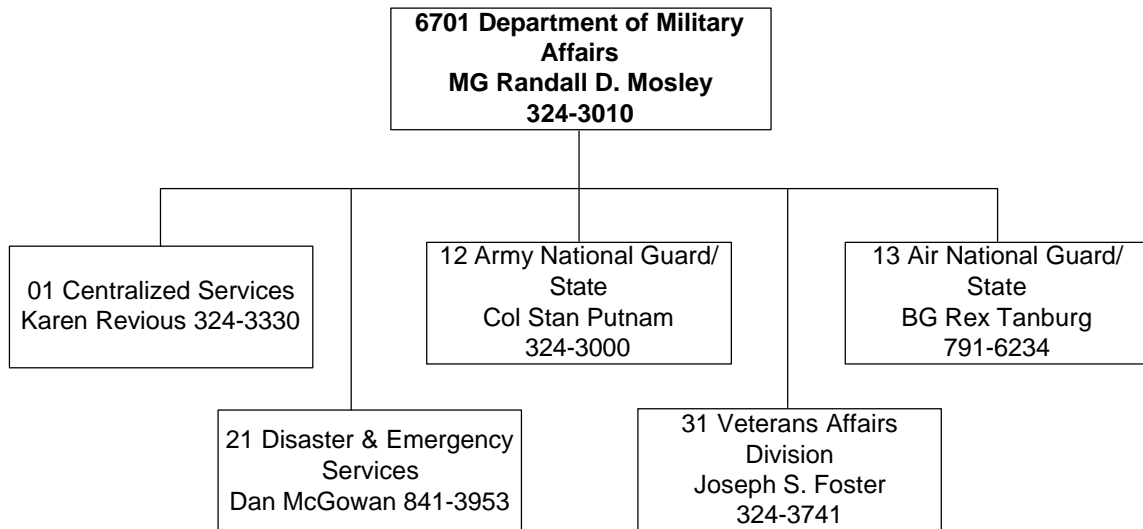 6701 Department of Military
Affairs
MG Randall D. Mosley
324-3010
01 Centralized Services
Karen Revious 324-3330
12 Army National Guard/
State
Col Stan Putnam
324-3000
13 Air National Guard/
State
BG Rex Tanburg
791-6234
21 Disaster & Emergency
Services
Dan McGowan 841-3953
31 Veterans Affairs
Division
Joseph S. Foster
324-3741